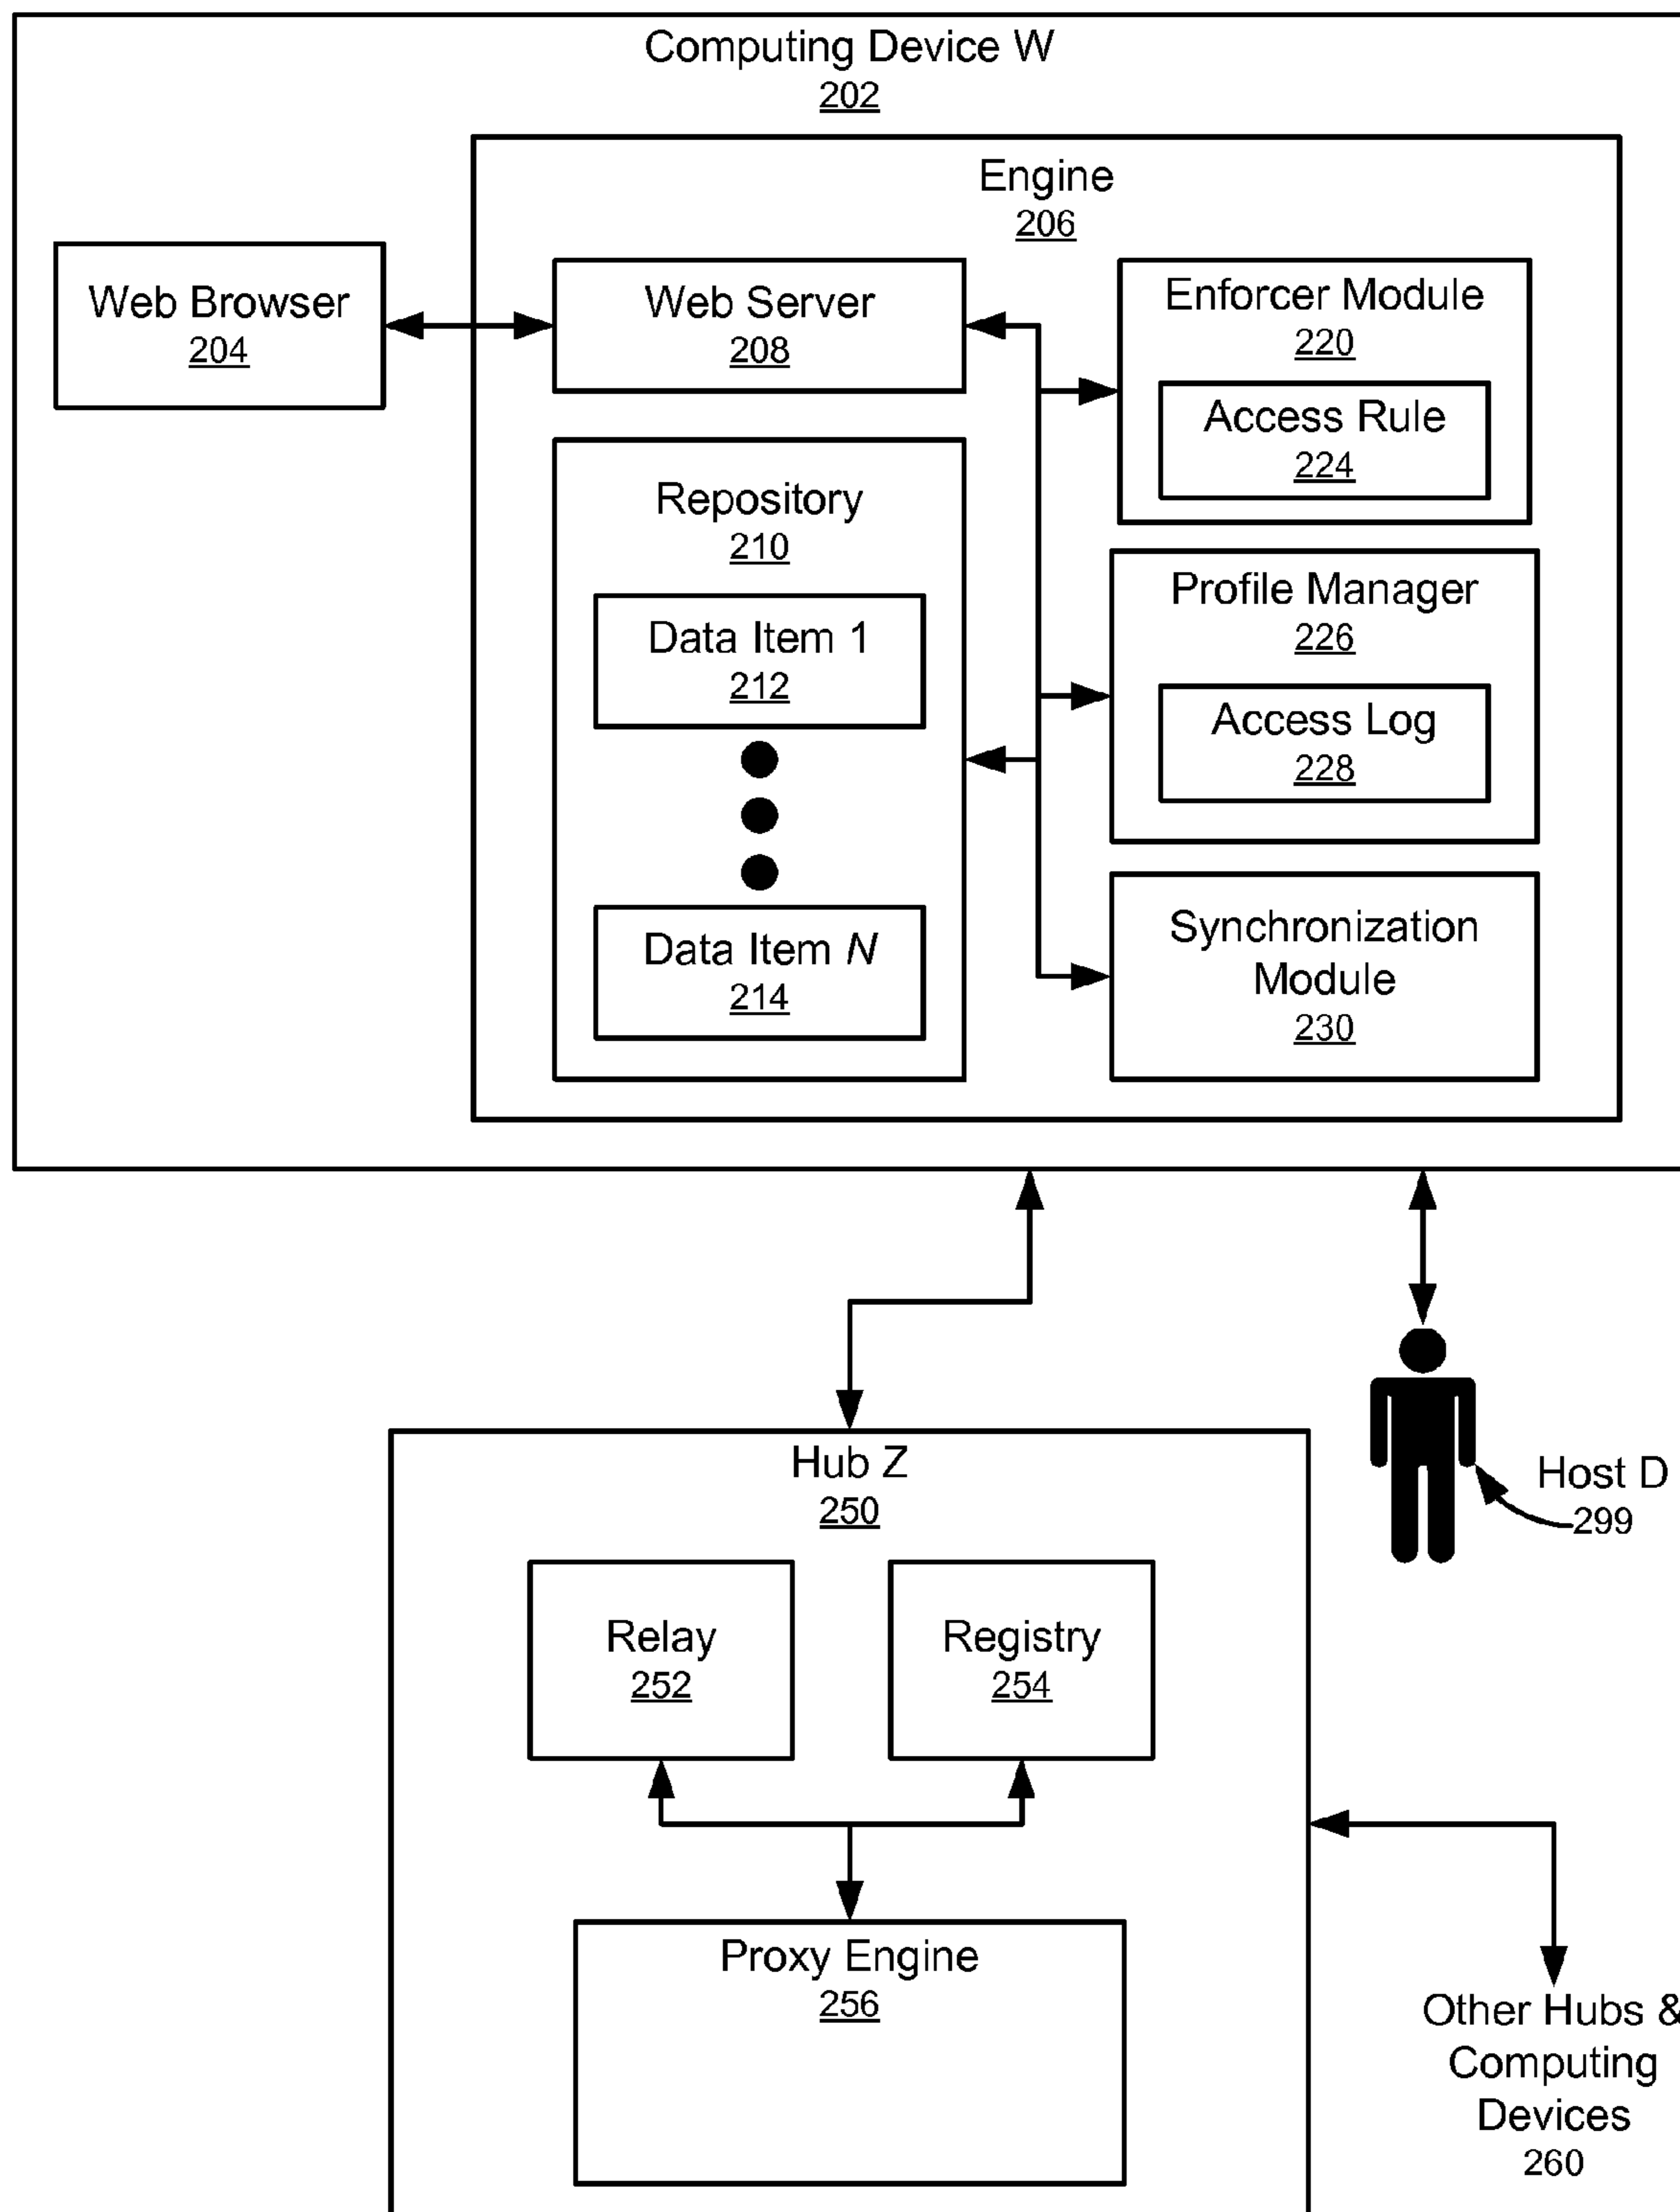 Computing Device W
202
Engine
206
Web Browser
204
Web Server
208
Enforcer Module
220
Access Rule
224
Repository
210
Data Item 1
212
Data Item N
214
Profile Manager
226
Access Log
228
Synchronization
Module
230
Hub Z
250
Host D
299
Relay
252
Registry
254
Proxy Engine
256
Other Hubs &
Computing
Devices
260